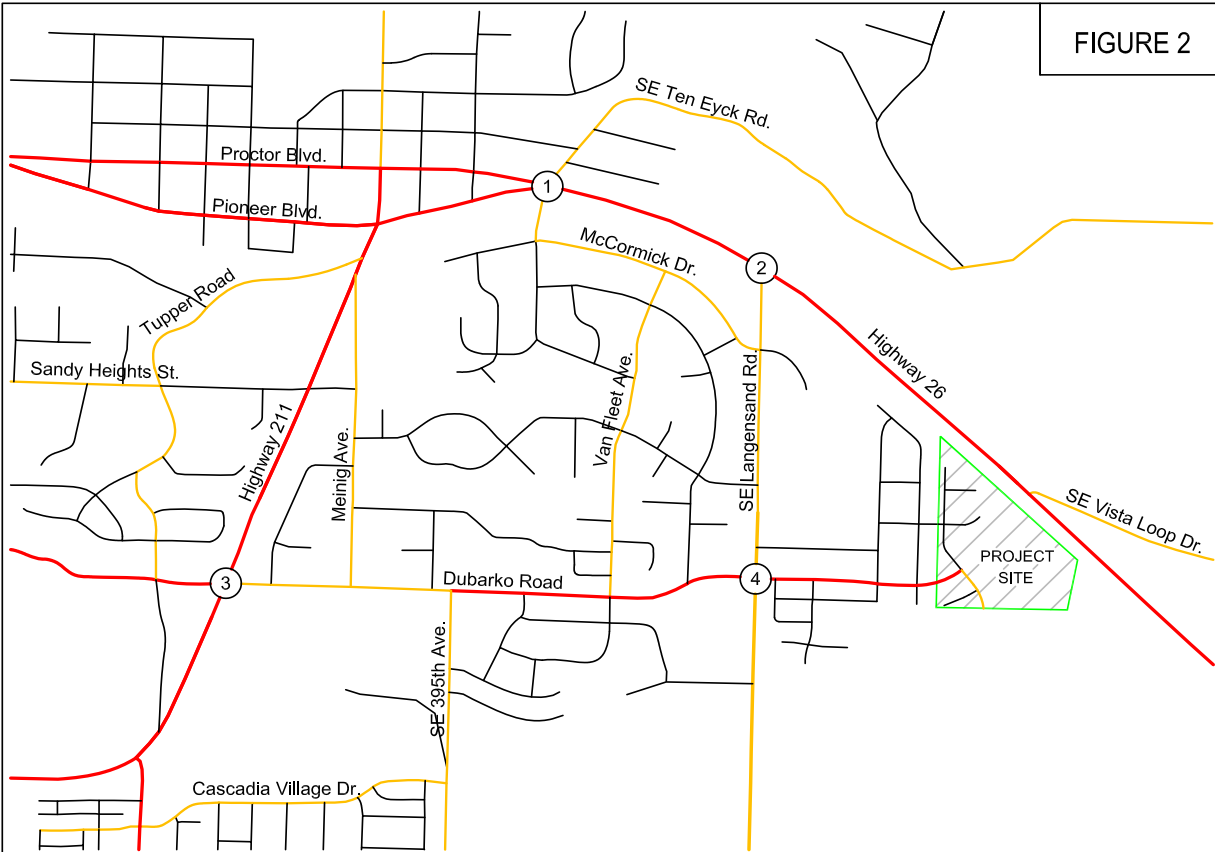 FIGURE 2
SE Ten Eyck Rd.
Proctor Blvd.
1
Pioneer Blvd.
McCormick Dr.
2
Tupper Road
Highway 26
Sandy Heights St.
Van Fleet Ave.
SE Langensand Rd.
Highway 211
Meinig Ave.
SE Vista Loop Dr.
PROJECT
SITE
3
Dubarko Road
4
SE 395th Ave.
Cascadia Village Dr.